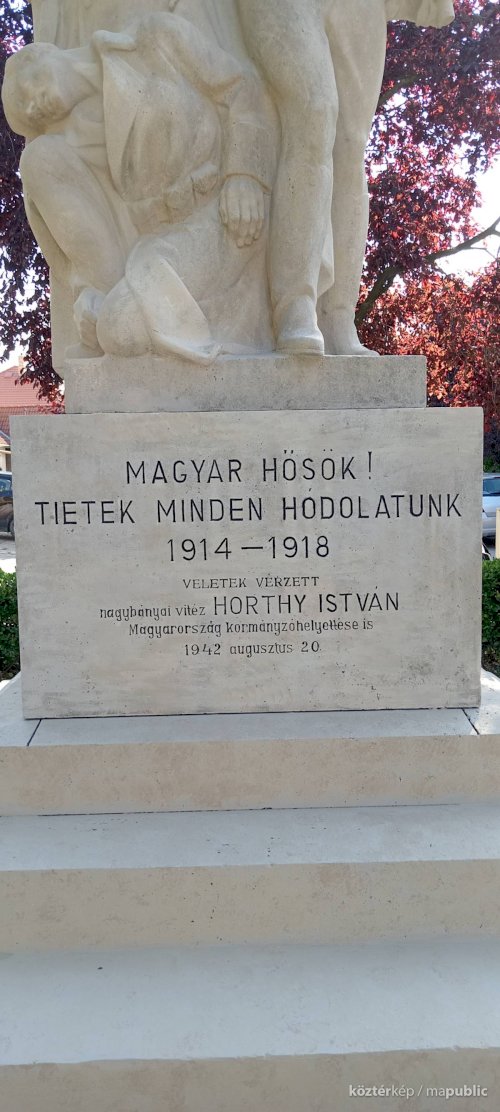 MAGYAR HŐSÖK!
TIETEK MINDEN HÓDOLATUNK
1914–1918
VELETEK VÉRZETT
nagybányai vitéz HORTHY ISTVÁN
Magyarország kormányzóhelyettese is
1942 augusztus 20.
köztérkép / mapublic